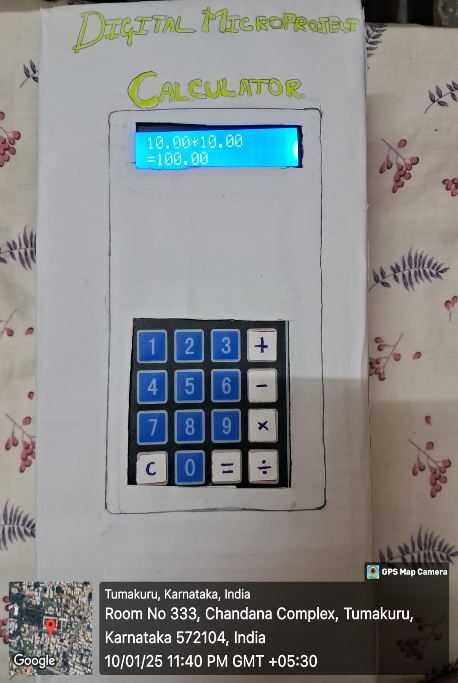 DIGITAL MICROPROJECT
CALCULATOR
10.00*10.00
=100.00
1 2 3 +
4 5 6 -
7 8 9 ×
C 0 = ÷
GPS Map Camera
Google
Tumakuru, Karnataka, India
Room No 333, Chandana Complex, Tumakuru,
Karnataka 572104, India
10/01/25 11:40 PM GMT +05:30